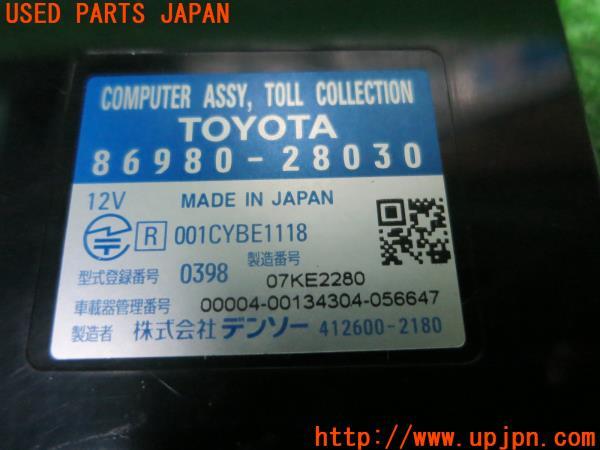 USED PARTS JAPAN
COMPUTER ASSY, TOLL COLLECTION
TOYOTA
86980-28030
12V MADE IN JAPAN
R 001CYBE1118
型式登録番号 0398 製造番号 07KE2280
車載器管理番号 00004-00134304-056647
製造者 株式会社 デンソー 412600-2180
UPJ
http://www.upjpn.com/